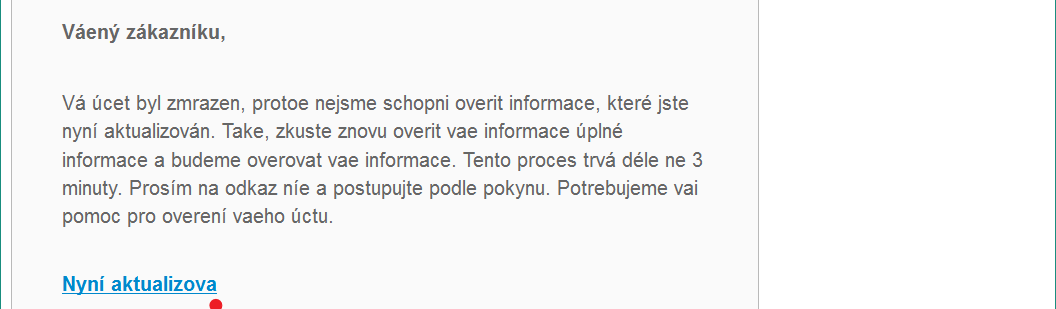 Váený zákazníku,
Vá úcet byl zmrazen, protoe nejsme schopni overit informace, které jste
nyní aktualizován. Take, zkuste znovu overit vae informace úplné
informace a budeme overovat vae informace. Tento proces trvá déle ne 3
minuty. Prosím na odkaz níe a postupujte podle pokynu. Potrebujeme vai
pomoc pro overení vaeho úctu.
Nyní aktualizova